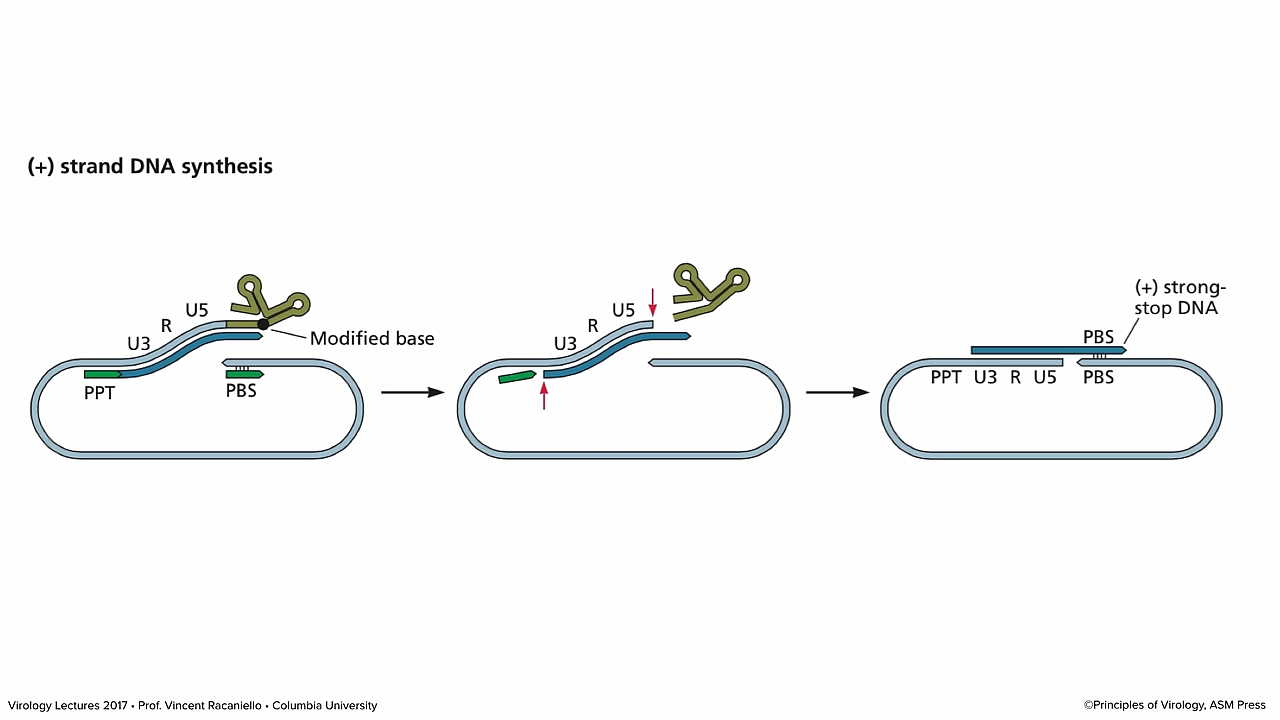 (+) strand DNA synthesis
U5
R
U3
Modified base
PPT
PBS
U5
R
U3
(+) strong-
stop DNA
PBS
PPT U3 R U5 PBS
Virology Lectures 2017 • Prof. Vincent Racaniello • Columbia University
©Principles of Virology, ASM Press